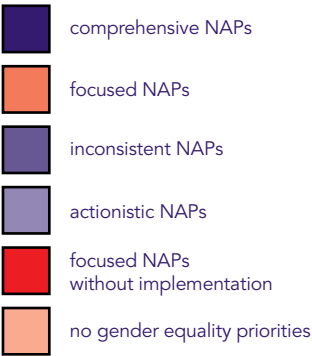 comprehensive NAPs
focused NAPs
inconsistent NAPs
actionistic NAPs
focused NAPs
without implementation
no gender equality priorities